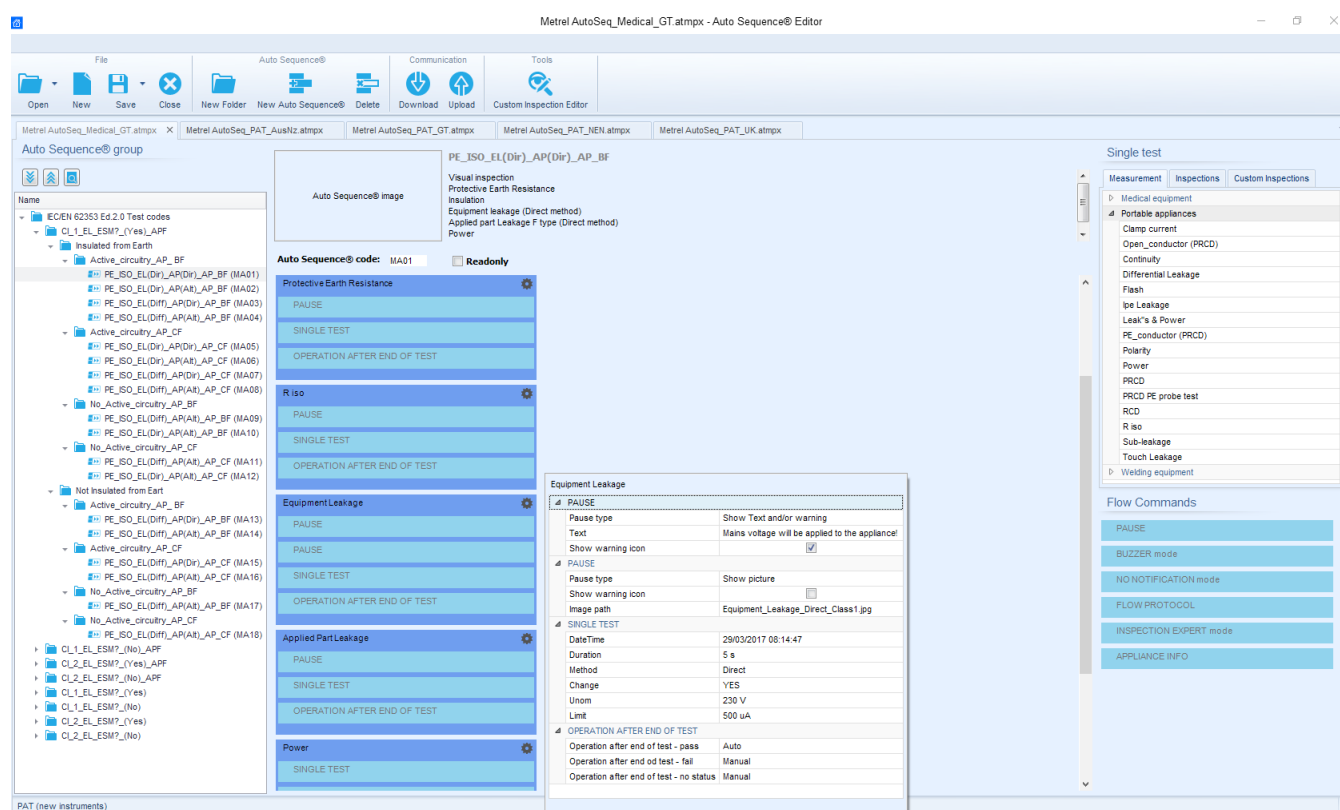 Metrel AutoSeq_Medical_GT.atmpx - Auto Sequence® Editor
File
Auto Sequence®
Communication
Tools
Open
New
Save
Close
New Folder
New Auto Sequence®
Delete
Download
Upload
Custom Inspection Editor
Metrel AutoSeq_Medical_GT.atmpx X
Metrel AutoSeq_PAT_AusNz.atmpx
Metrel AutoSeq_PAT_GT.atmpx
Metrel AutoSeq_PAT_NEN.atmpx
Metrel AutoSeq_PAT_UK.atmpx
Auto Sequence® group
Name
IEC/EN 62353 Ed.2.0 Test codes
Cl_1_EL_ESM?_(Yes)_APF
Insulated from Earth
Active_circuitry_AP_ BF
PE_ISO_EL(Dir)_AP(Dir)_AP_BF (MA01)
PE_ISO_EL(Dir)_AP(Alt)_AP_BF (MA02)
PE_ISO_EL(Diff)_AP(Dir)_AP_BF (MA03)
PE_ISO_EL(Diff)_AP(Alt)_AP_BF (MA04)
Active_circuitry_AP_CF
PE_ISO_EL(Dir)_AP(Dir)_AP_CF (MA05)
PE_ISO_EL(Dir)_AP(Alt)_AP_CF (MA06)
PE_ISO_EL(Diff)_AP(Dir)_AP_CF (MA07)
PE_ISO_EL(Diff)_AP(Alt)_AP_CF (MA08)
No_Active_circuitry_AP_BF
PE_ISO_EL(Diff)_AP(Alt)_AP_BF (MA09)
PE_ISO_EL(Dir)_AP(Alt)_AP_BF (MA10)
No_Active_circuitry_AP_CF
PE_ISO_EL(Diff)_AP(Alt)_AP_CF (MA11)
PE_ISO_EL(Dir)_AP(Alt)_AP_CF (MA12)
Not Insulated from Eart
Active_circuitry_AP_ BF
PE_ISO_EL(Diff)_AP(Dir)_AP_BF (MA13)
PE_ISO_EL(Diff)_AP(Alt)_AP_BF (MA14)
Active_circuitry_AP_CF
PE_ISO_EL(Diff)_AP(Dir)_AP_CF (MA15)
PE_ISO_EL(Diff)_AP(Alt)_AP_CF (MA16)
No_Active_circuitry_AP_BF
PE_ISO_EL(Diff)_AP(Alt)_AP_BF (MA17)
No_Active_circuitry_AP_CF
PE_ISO_EL(Diff)_AP(Alt)_AP_CF (MA18)
Cl_1_EL_ESM?_(No)_APF
Cl_2_EL_ESM?_(Yes)_APF
Cl_2_EL_ESM?_(No)_APF
Cl_1_EL_ESM?_(Yes)
Cl_1_EL_ESM?_(No)
Cl_2_EL_ESM?_(Yes)
Cl_2_EL_ESM?_(No)
PAT (new instruments)
Auto Sequence® image
PE_ISO_EL(Dir)_AP(Dir)_AP_BF
Visual inspection
Protective Earth Resistance
Insulation
Equipment leakage (Direct method)
Applied part Leakage F type (Direct method)
Power
Auto Sequence® code: MA01
Readonly
Protective Earth Resistance
PAUSE
SINGLE TEST
OPERATION AFTER END OF TEST
R iso
PAUSE
SINGLE TEST
OPERATION AFTER END OF TEST
Equipment Leakage
PAUSE
PAUSE
SINGLE TEST
OPERATION AFTER END OF TEST
Applied Part Leakage
PAUSE
SINGLE TEST
OPERATION AFTER END OF TEST
Power
SINGLE TEST
Equipment Leakage
PAUSE
Pause type Show Text and/or warning
Text Mains voltage will be applied to the appliance!
Show warning icon
PAUSE
Pause type Show picture
Show warning icon
Image path Equipment_Leakage_Direct_Class1.jpg
SINGLE TEST
DateTime 29/03/2017 08:14:47
Duration 5 s
Method Direct
Change YES
Unom 230 V
Limit 500 uA
OPERATION AFTER END OF TEST
Operation after end of test - pass Auto
Operation after end od test - fail Manual
Operation after end of test - no status Manual
Single test
Measurement
Inspections
Custom Inspections
Medical equipment
Portable appliances
Clamp current
Open_conductor (PRCD)
Continuity
Differential Leakage
Flash
Ipe Leakage
Leak"s & Power
PE_conductor (PRCD)
Polarity
Power
PRCD
PRCD PE probe test
RCD
R iso
Sub-leakage
Touch Leakage
Welding equipment
Flow Commands
PAUSE
BUZZER mode
NO NOTIFICATION mode
FLOW PROTOCOL
INSPECTION EXPERT mode
APPLIANCE INFO